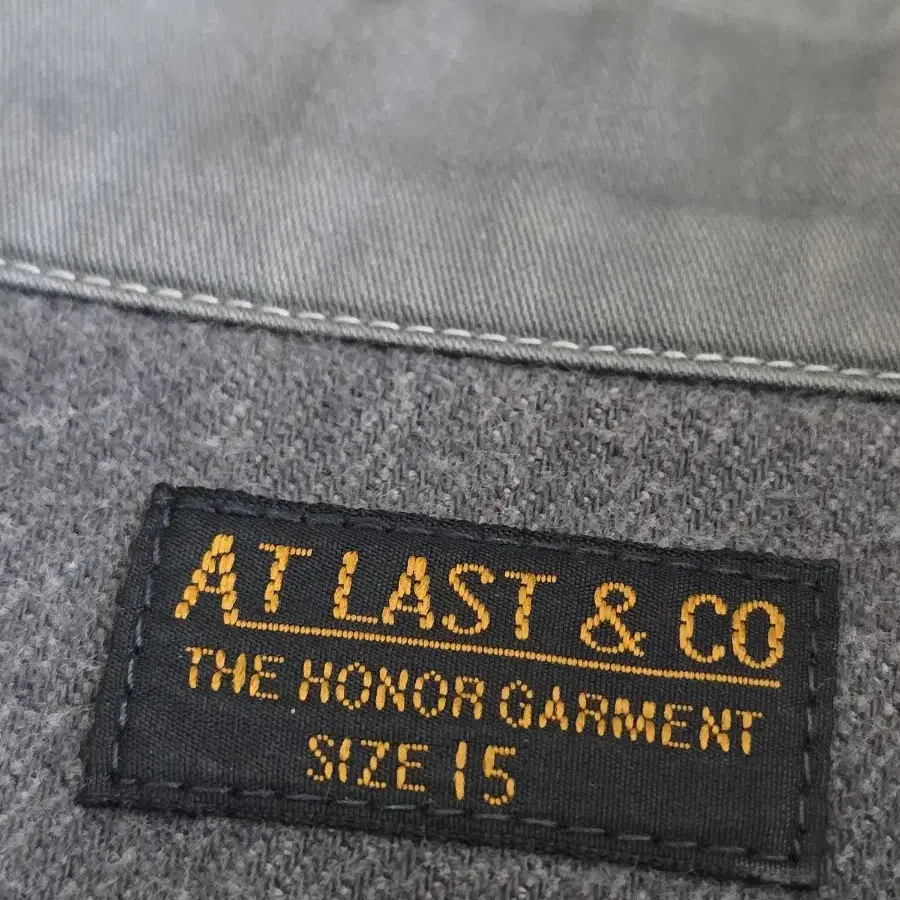 AT LAST & CO
THE HONOR GARMENT
SIZE 15